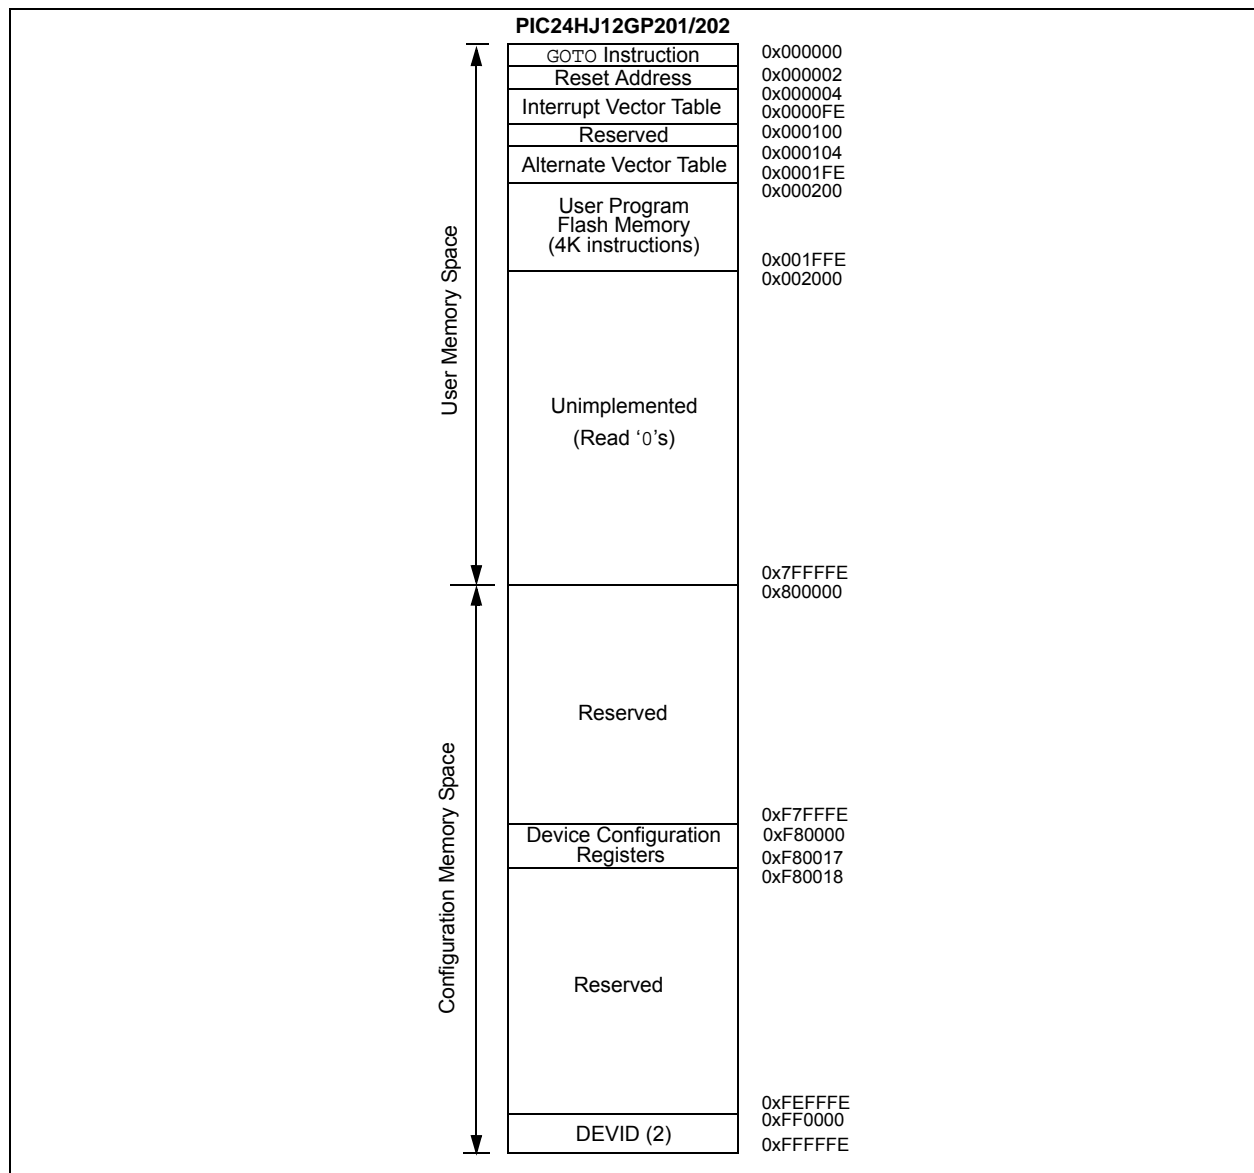 PIC24HJ12GP201/202
GOTO Instruction
0x000000
Reset Address
0x000002
Interrupt Vector Table
0x000004
0x0000FE
Reserved
0x000100
Alternate Vector Table
0x000104
0x0001FE
0x000200
User Program
Flash Memory
(4K instructions)
0x001FFE
0x002000
User Memory Space
Unimplemented
(Read ‘0’s)
0x7FFFFE
0x800000
Reserved
Configuration Memory Space
0xF7FFFE
Device Configuration
Registers
0xF80000
0xF80017
0xF80018
Reserved
0xFEFFFE
0xFF0000
DEVID (2)
0xFFFFFE